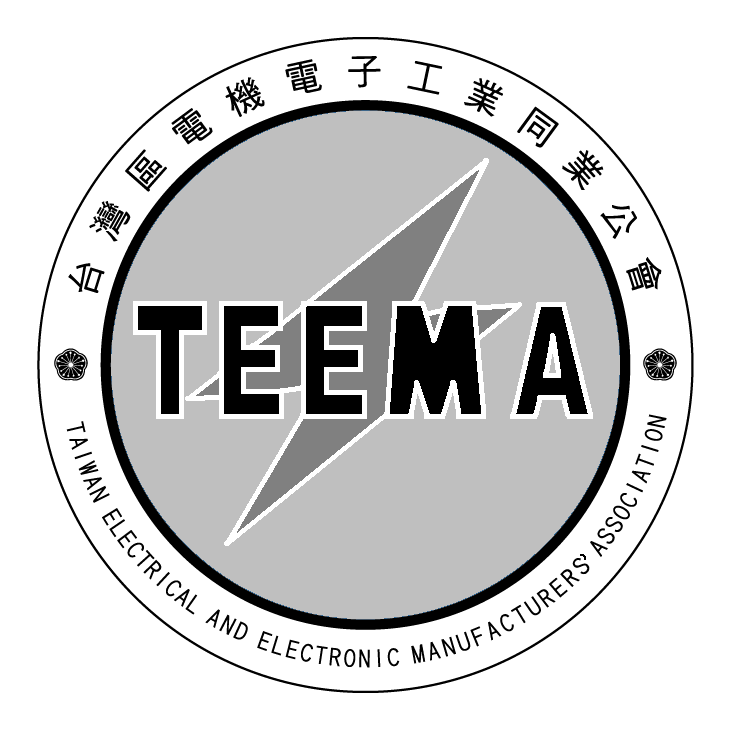 台灣區電機電子工業同業公會
TEEMA
TAIWAN ELECTRICAL AND ELECTRONIC MANUFACTURERS' ASSOCIATION